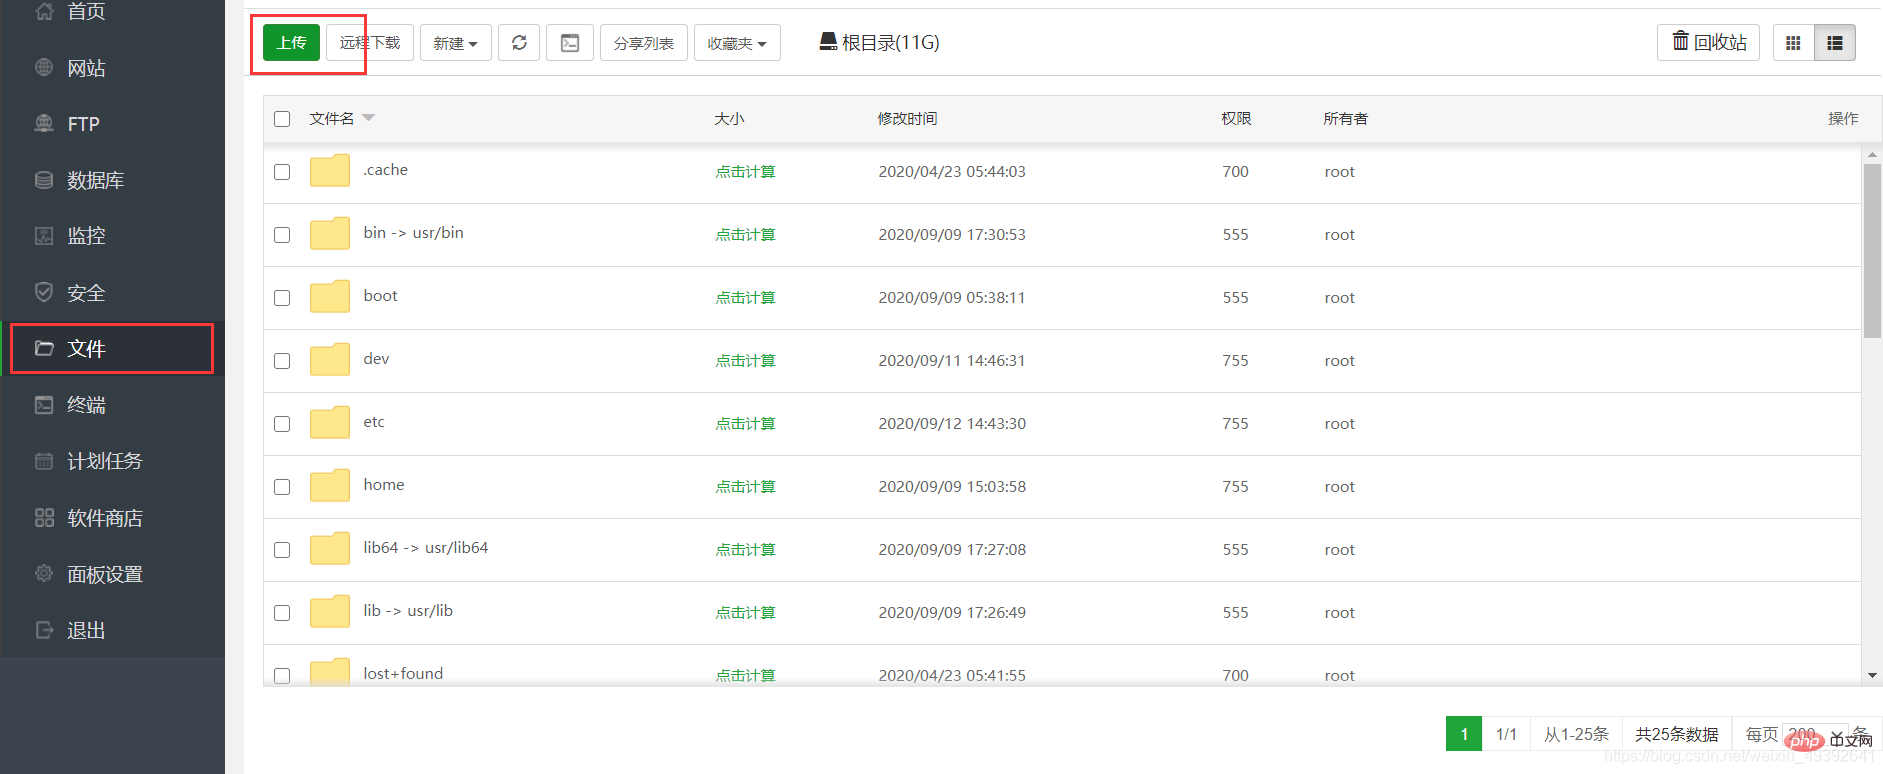 首页
网站
FTP
数据库
监控
安全
文件
终端
计划任务
软件商店
面板设置
退出
上传 远程下载 新建 分享列表 收藏夹 根目录(11G) 回收站
文件名 大小 修改时间 权限 所有者 操作
.cache 点击计算 2020/04/23 05:44:03 700 root
bin -> usr/bin 点击计算 2020/09/09 17:30:53 555 root
boot 点击计算 2020/09/09 05:38:11 555 root
dev 点击计算 2020/09/11 14:46:31 755 root
etc 点击计算 2020/09/12 14:43:30 755 root
home 点击计算 2020/09/09 15:03:58 755 root
lib64 -> usr/lib64 点击计算 2020/09/09 17:27:08 555 root
lib -> usr/lib 点击计算 2020/09/09 17:26:49 555 root
lost+found 点击计算 2020/04/23 05:41:55 700 root
1 1/1 从1-25条 共25条数据 每页 200 条
php 中文网
https://blog.csdn.net/weixin_49392641